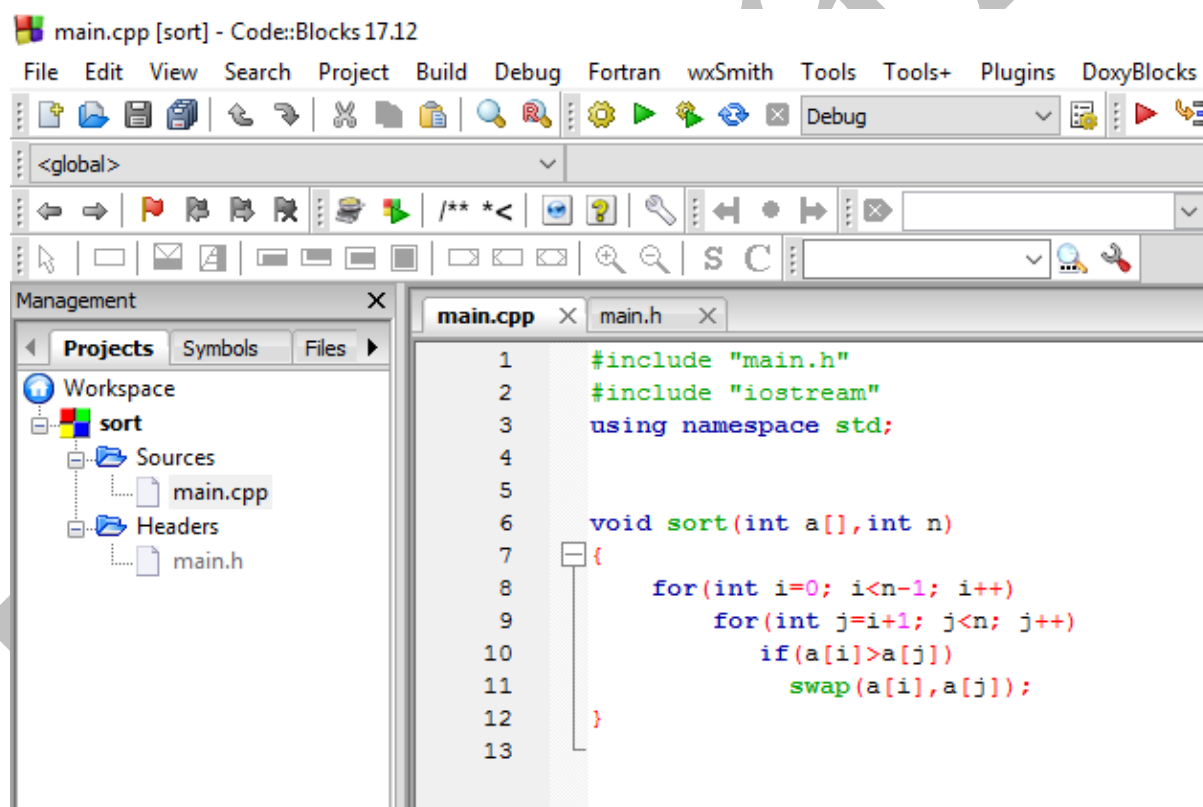 main.cpp [sort] - Code::Blocks 17.12
File Edit View Search Project Build Debug Fortran wxSmith Tools Tools+ Plugins DoxyBlocks
Debug
<global>
/** *<
S C
Management
Projects Symbols Files
Workspace
sort
Sources
main.cpp
Headers
main.h
main.cpp main.h
1 #include "main.h"
2 #include "iostream"
3 using namespace std;
4
5
6 void sort(int a[],int n)
7 {
8 for(int i=0; i<n-1; i++)
9 for(int j=i+1; j<n; j++)
10 if(a[i]>a[j])
11 swap(a[i],a[j]);
12 }
13